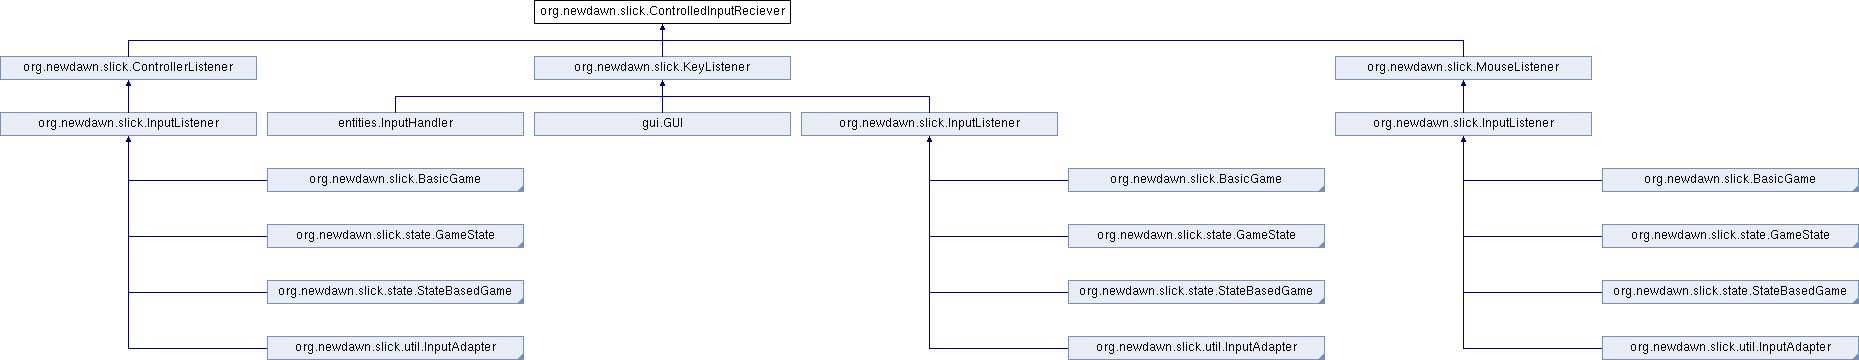 org.newdawn.slick.ControlledInputReciever
org.newdawn.slick.ControllerListener
org.newdawn.slick.KeyListener
org.newdawn.slick.MouseListener
org.newdawn.slick.InputListener
entities.InputHandler
gui.GUI
org.newdawn.slick.InputListener
org.newdawn.slick.InputListener
org.newdawn.slick.BasicGame
org.newdawn.slick.BasicGame
org.newdawn.slick.BasicGame
org.newdawn.slick.state.GameState
org.newdawn.slick.state.GameState
org.newdawn.slick.state.GameState
org.newdawn.slick.state.StateBasedGame
org.newdawn.slick.state.StateBasedGame
org.newdawn.slick.state.StateBasedGame
org.newdawn.slick.util.InputAdapter
org.newdawn.slick.util.InputAdapter
org.newdawn.slick.util.InputAdapter